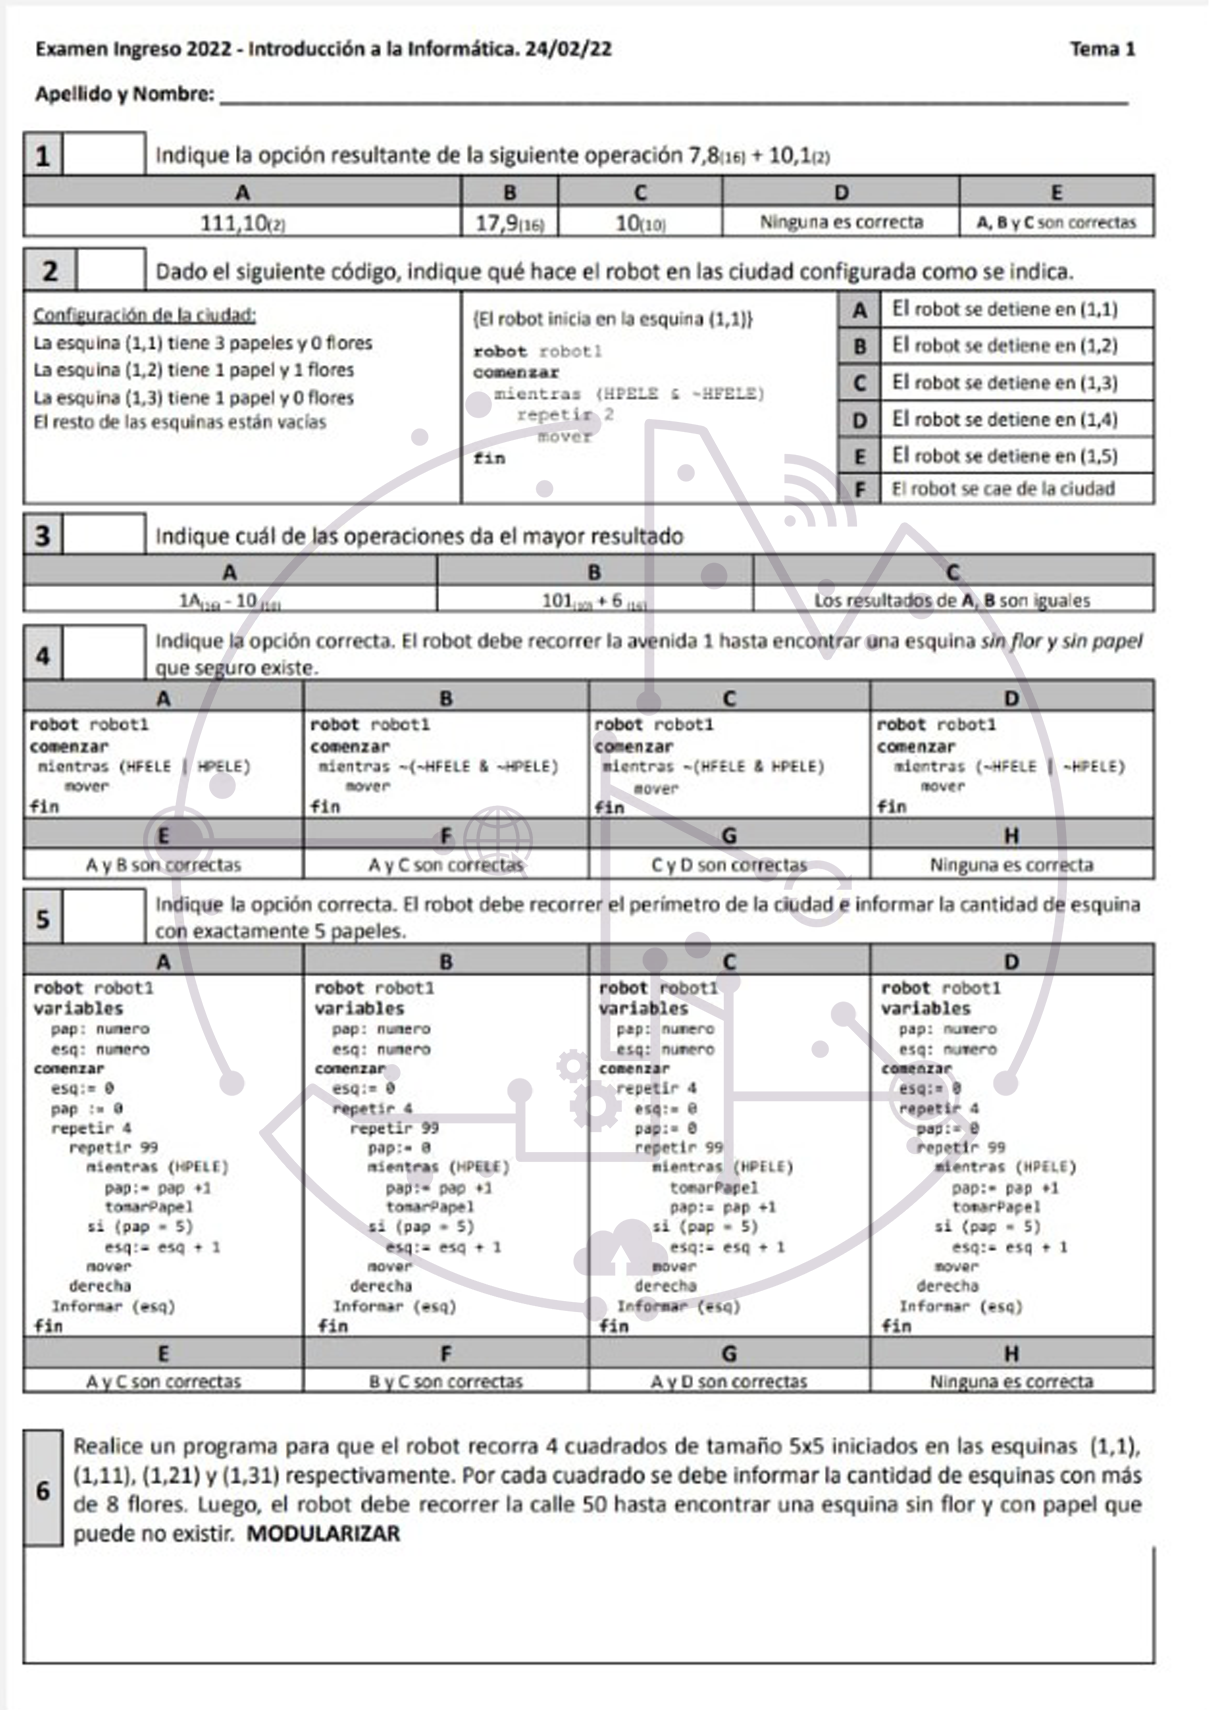 Examen Ingreso 2022 - Introducción a la Informática. 24/02/22 Tema 1
Apellido y Nombre:
1 Indique la opción resultante de la siguiente operación 7,8(16) + 10,1(2)
A B C D E
111,10(2) 17,9(16) 10(10) Ninguna es correcta A, B y C son correctas
2 Dado el siguiente código, indique qué hace el robot en las ciudad configurada como se indica.
Configuración de la ciudad:
La esquina (1,1) tiene 3 papeles y 0 flores
La esquina (1,2) tiene 1 papel y 1 flores
La esquina (1,3) tiene 1 papel y 0 flores
El resto de las esquinas están vacías
{El robot inicia en la esquina (1,1)}
robot robot1
comenzar
mientras (HPELE & ~HFELE)
repetir 2
mover
fin
A El robot se detiene en (1,1)
B El robot se detiene en (1,2)
C El robot se detiene en (1,3)
D El robot se detiene en (1,4)
E El robot se detiene en (1,5)
F El robot se cae de la ciudad
3 Indique cuál de las operaciones da el mayor resultado
A B C
1A - 10 101 + 6 Los resultados de A, B son iguales
4 Indique la opción correcta. El robot debe recorrer la avenida 1 hasta encontrar una esquina sin flor y sin papel
que seguro existe.
A B C D
robot robot1
comenzar
mientras (HFELE | HPELE)
mover
fin
robot robot1
comenzar
mientras ~(~HFELE & ~HPELE)
mover
fin
robot robot1
comenzar
mientras ~(HFELE & HPELE)
mover
fin
robot robot1
comenzar
mientras (~HFELE | ~HPELE)
mover
fin
E F G H
A y B son correctas A y C son correctas C y D son correctas Ninguna es correcta
5 Indique la opción correcta. El robot debe recorrer el perímetro de la ciudad e informar la cantidad de esquina
con exactamente 5 papeles.
A B C D
robot robot1
variables
pap: numero
esq: numero
comenzar
esq:= 0
pap := 0
repetir 4
repetir 99
mientras (HPELE)
pap:= pap +1
tomarPapel
si (pap = 5)
esq:= esq + 1
mover
derecha
Informar (esq)
fin
robot robot1
variables
pap: numero
esq: numero
comenzar
esq:= 0
repetir 4
repetir 99
pap:= 0
mientras (HPELE)
pap:= pap +1
tomarPapel
si (pap = 5)
esq:= esq + 1
mover
derecha
Informar (esq)
fin
robot robot1
variables
pap: numero
esq: numero
comenzar
repetir 4
esq:= 0
pap:= 0
repetir 99
mientras (HPELE)
tomarPapel
pap:= pap +1
si (pap = 5)
esq:= esq + 1
mover
derecha
Informar (esq)
fin
robot robot1
variables
pap: numero
esq: numero
comenzar
esq:= 0
repetir 4
pap:= 0
repetir 99
mientras (HPELE)
pap:= pap +1
tomarPapel
si (pap = 5)
esq:= esq + 1
mover
derecha
Informar (esq)
fin
E F G H
A y C son correctas B y C son correctas A y D son correctas Ninguna es correcta
6 Realice un programa para que el robot recorra 4 cuadrados de tamaño 5x5 iniciados en las esquinas (1,1),
(1,11), (1,21) y (1,31) respectivamente. Por cada cuadrado se debe informar la cantidad de esquinas con más
de 8 flores. Luego, el robot debe recorrer la calle 50 hasta encontrar una esquina sin flor y con papel que
puede no existir. MODULARIZAR